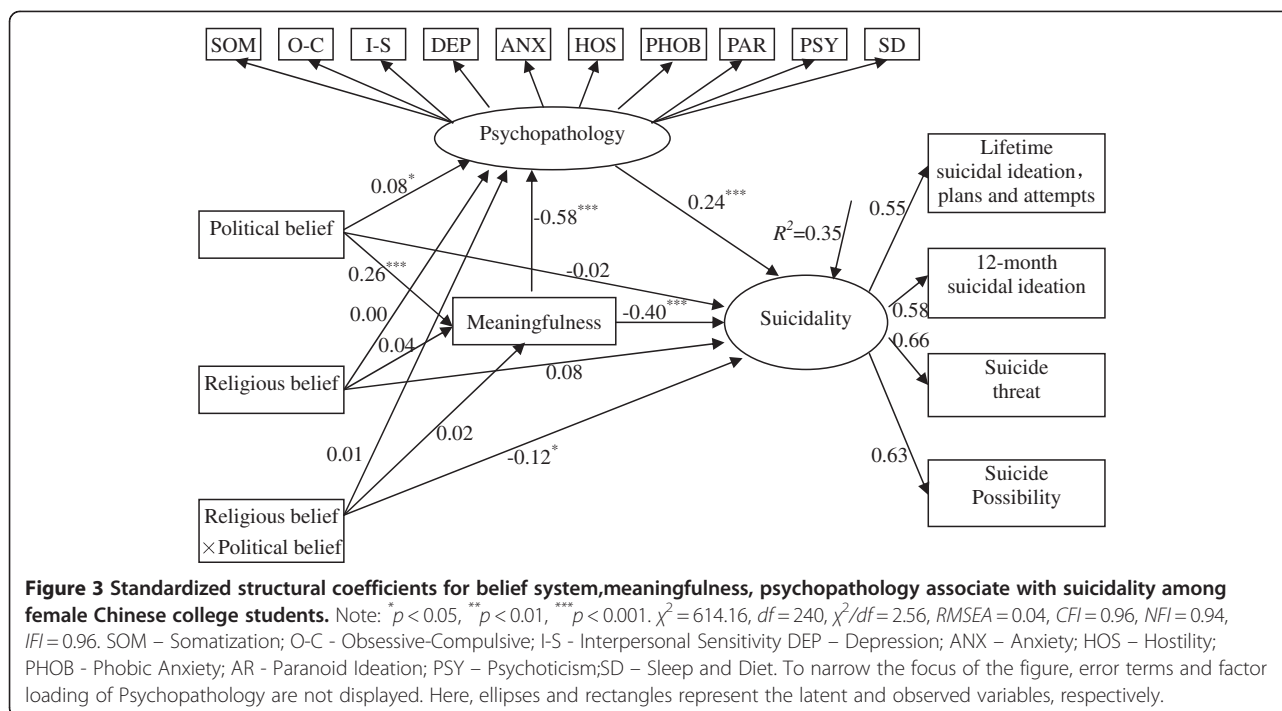 SOM O-C I-S DEP ANX HOS PHOB PAR PSY SD
Psychopathology
Lifetime
suicidal ideation,
plans and attempts
0.08*
0.24***
0.55
-0.58***
R²=0.35
Political belief
-0.02
12-month
suicidal ideation
0.26***
0.58
Meaningfulness
-0.40***
Suicidality
0.00
0.66
0.04
0.08
Suicide
threat
Religious belief
0.02
0.01
-0.12*
0.63
Suicide
Possibility
Religious belief
×Political belief
Figure 3 Standardized structural coefficients for belief system,meaningfulness, psychopathology associate with suicidality among
female Chinese college students. Note: *p < 0.05, **p < 0.01, ***p < 0.001. χ² = 614.16, df = 240, χ²/df = 2.56, RMSEA = 0.04, CFI = 0.96, NFI = 0.94,
IFI = 0.96. SOM – Somatization; O-C - Obsessive-Compulsive; I-S - Interpersonal Sensitivity DEP – Depression; ANX – Anxiety; HOS – Hostility;
PHOB - Phobic Anxiety; AR - Paranoid Ideation; PSY – Psychoticism;SD – Sleep and Diet. To narrow the focus of the figure, error terms and factor
loading of Psychopathology are not displayed. Here, ellipses and rectangles represent the latent and observed variables, respectively.